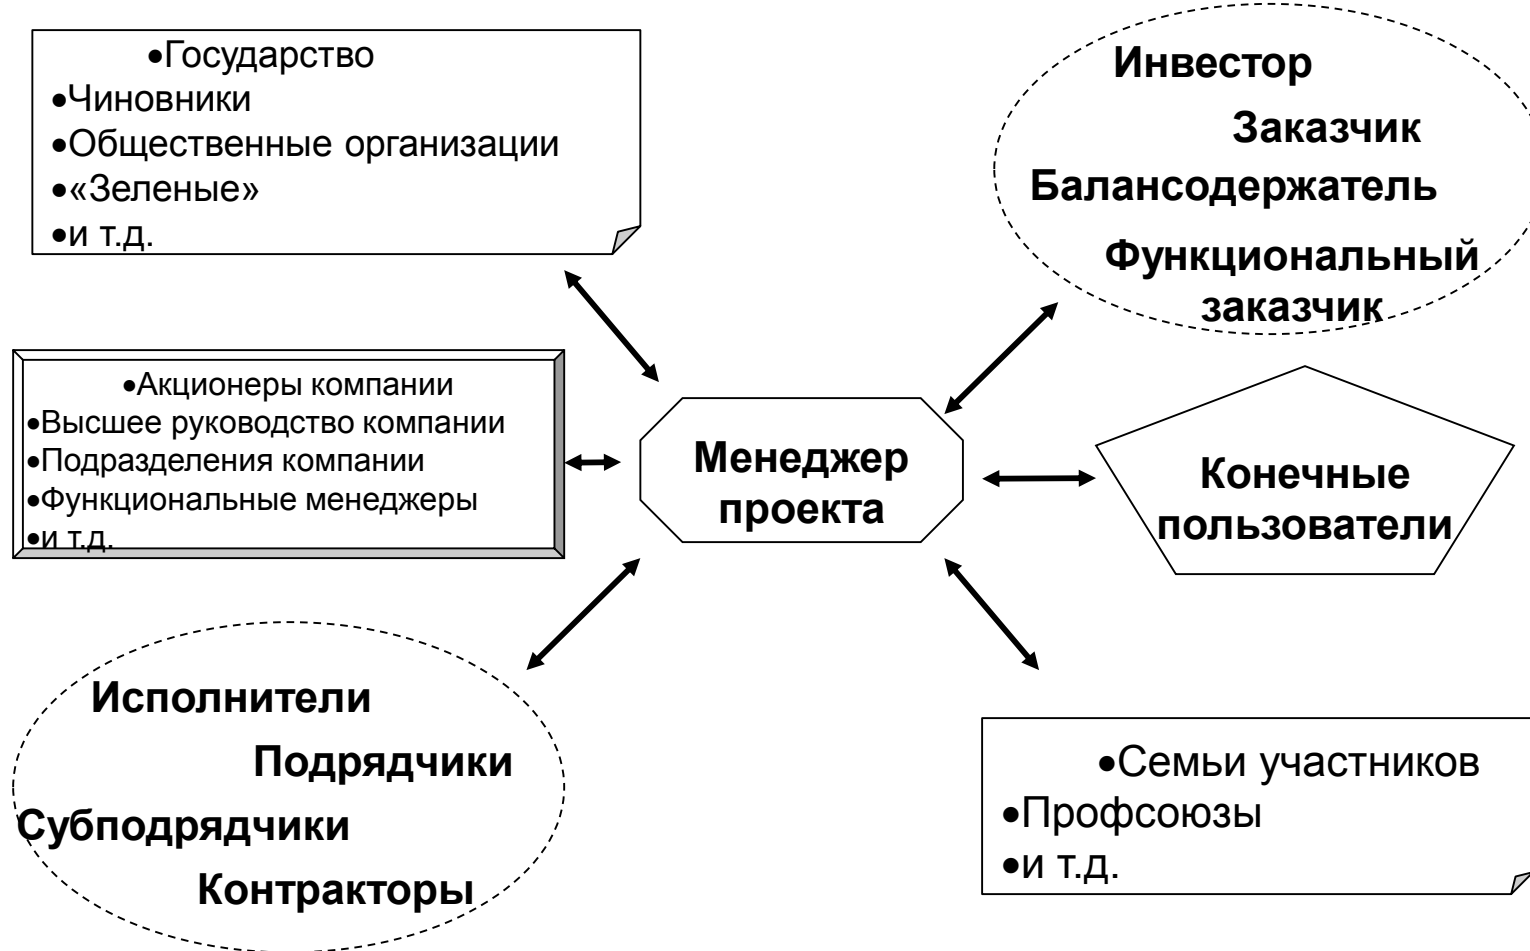 •Государство
•Чиновники
•Общественные организации
•«Зеленые»
•и т.д.
Инвестор
Заказчик
Балансодержатель
Функциональный
заказчик
•Акционеры компании
•Высшее руководство компании
•Подразделения компании
•Функциональные менеджеры
•и т.д.
Менеджер
проекта
Конечные
пользователи
Исполнители
Подрядчики
Субподрядчики
Контракторы
•Семьи участников
•Профсоюзы
•и т.д.